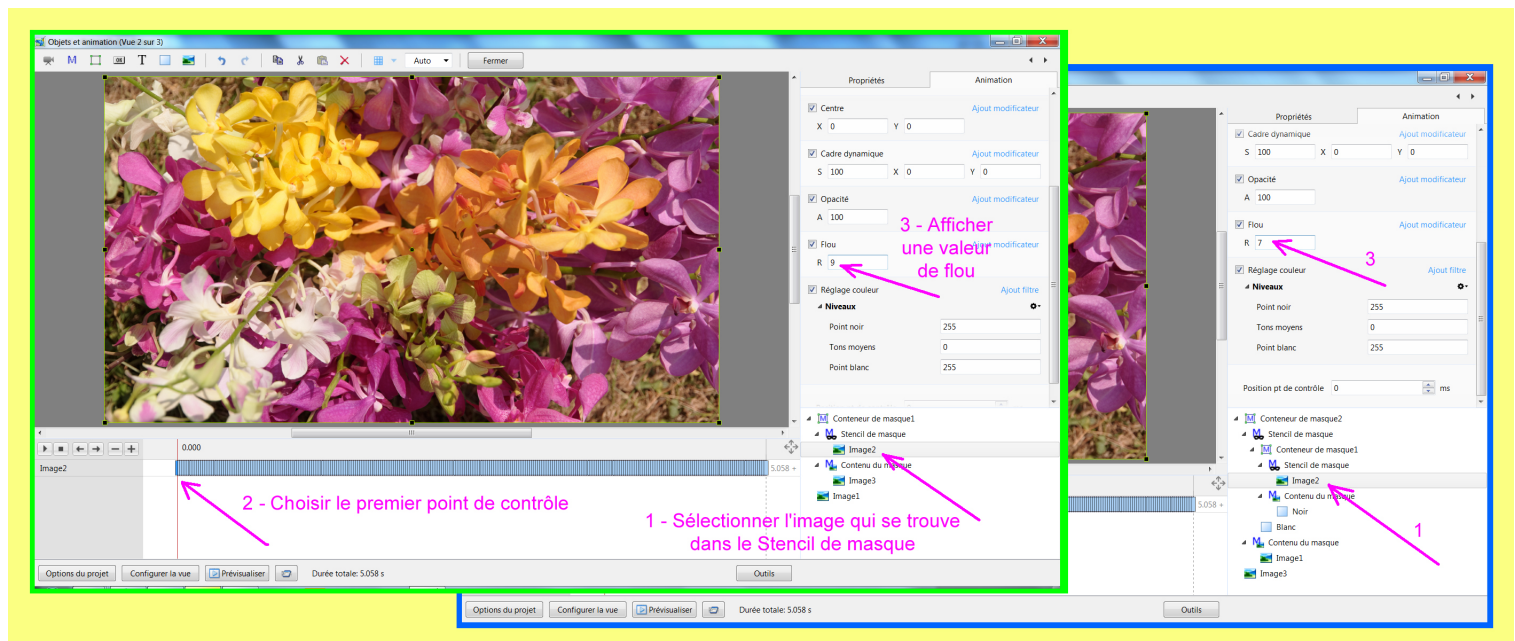 Objets et animation (Vue 2 sur 3)
M OK T Auto Fermer
Propriétés Animation
Centre Ajout modificateur
X 0 Y 0
Cadre dynamique Ajout modificateur
S 100 X 0 Y 0
Opacité Ajout modificateur
A 100
Flou Ajout modificateur
R 9
3 - Afficher
une valeur
de flou
Réglage couleur Ajout filtre
Niveaux
Point noir 255
Tons moyens 0
Point blanc 255
Conteneur de masque1
Stencil de masque
Image2
Contenu du masque
Image3
Image1
0.000
Image2 5.058 +
2 - Choisir le premier point de contrôle
1 - Sélectionner l'image qui se trouve
dans le Stencil de masque
Options du projet Configurer la vue Prévisualiser Durée totale: 5.058 s Outils
Propriétés Animation
Cadre dynamique Ajout modificateur
S 100 X 0 Y 0
Opacité Ajout modificateur
A 100
Flou Ajout modificateur
R 7
3
Réglage couleur Ajout filtre
Niveaux
Point noir 255
Tons moyens 0
Point blanc 255
Position pt de contrôle 0 ms
Conteneur de masque2
Stencil de masque
Conteneur de masque1
Stencil de masque
Image2
Contenu du masque
Noir
Blanc
Contenu du masque
Image1
Image3
1
5.058 +
Options du projet Configurer la vue Prévisualiser Durée totale: 5.058 s Outils